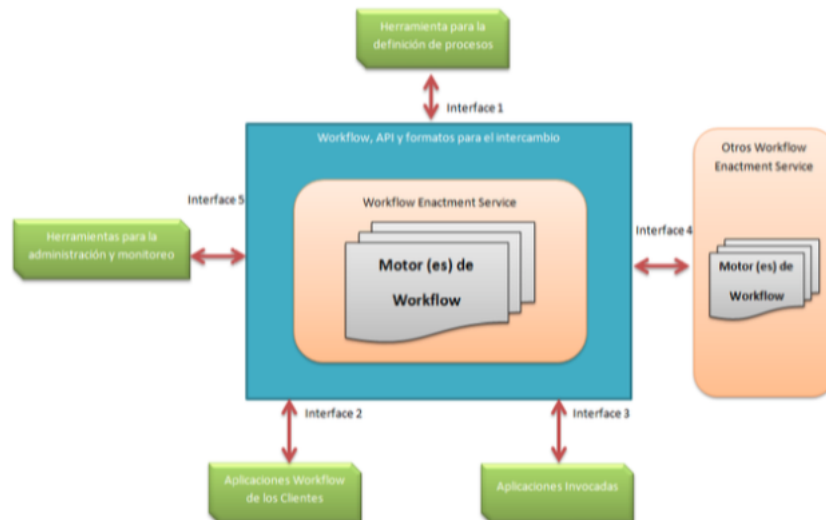 Herramienta para la
definición de procesos
Interface 1
Workflow, API y formatos para el intercambio
Otros Workflow
Enactment Service
Interface 5
Workflow Enactment Service
Herramientas para la
administración y monitoreo
Motor (es) de
Workflow
Interface 4
Motor (es) de
Workflow
Interface 2
Interface 3
Aplicaciones Workflow
de los Clientes
Aplicaciones Invocadas